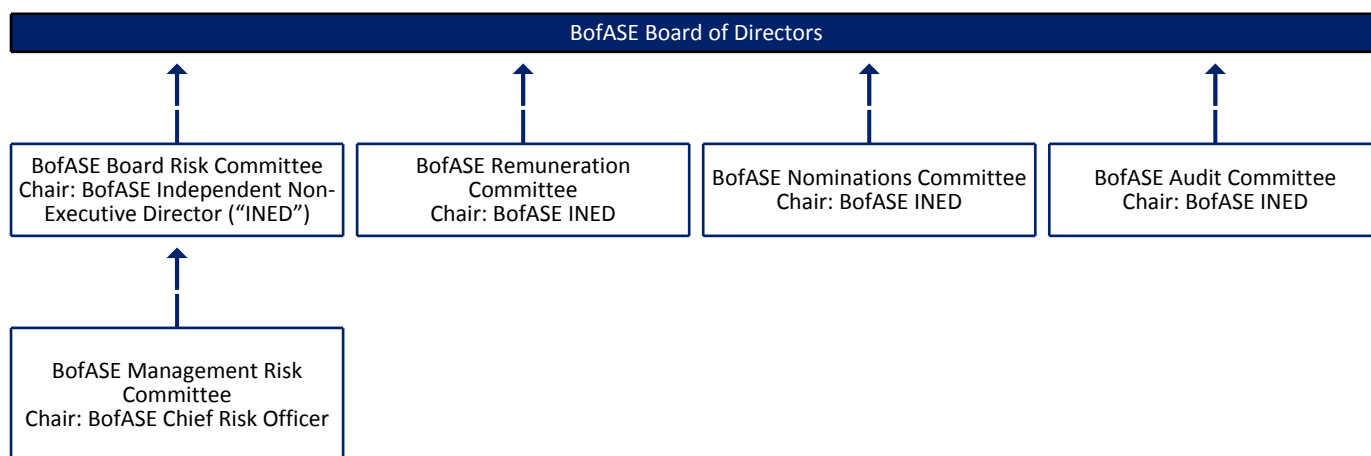 BofASE Board of Directors
BofASE Board Risk Committee
Chair: BofASE Independent Non-
Executive Director (“INED”)
BofASE Remuneration
Committee
Chair: BofASE INED
BofASE Nominations Committee
Chair: BofASE INED
BofASE Audit Committee
Chair: BofASE INED
BofASE Management Risk
Committee
Chair: BofASE Chief Risk Officer